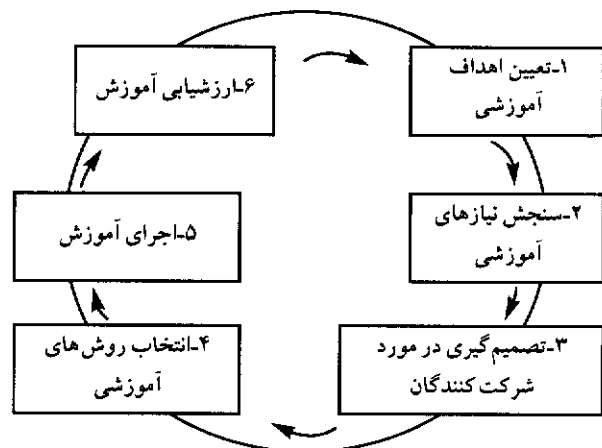 ۱-تعیین اهداف
آموزشی
۲-سنجش نیازهای
آموزشی
۳-تصمیم‌گیری در مورد
شرکت‌کنندگان
۴-انتخاب روش‌های
آموزشی
۵-اجرای آموزش
۶-ارزشیابی آموزش